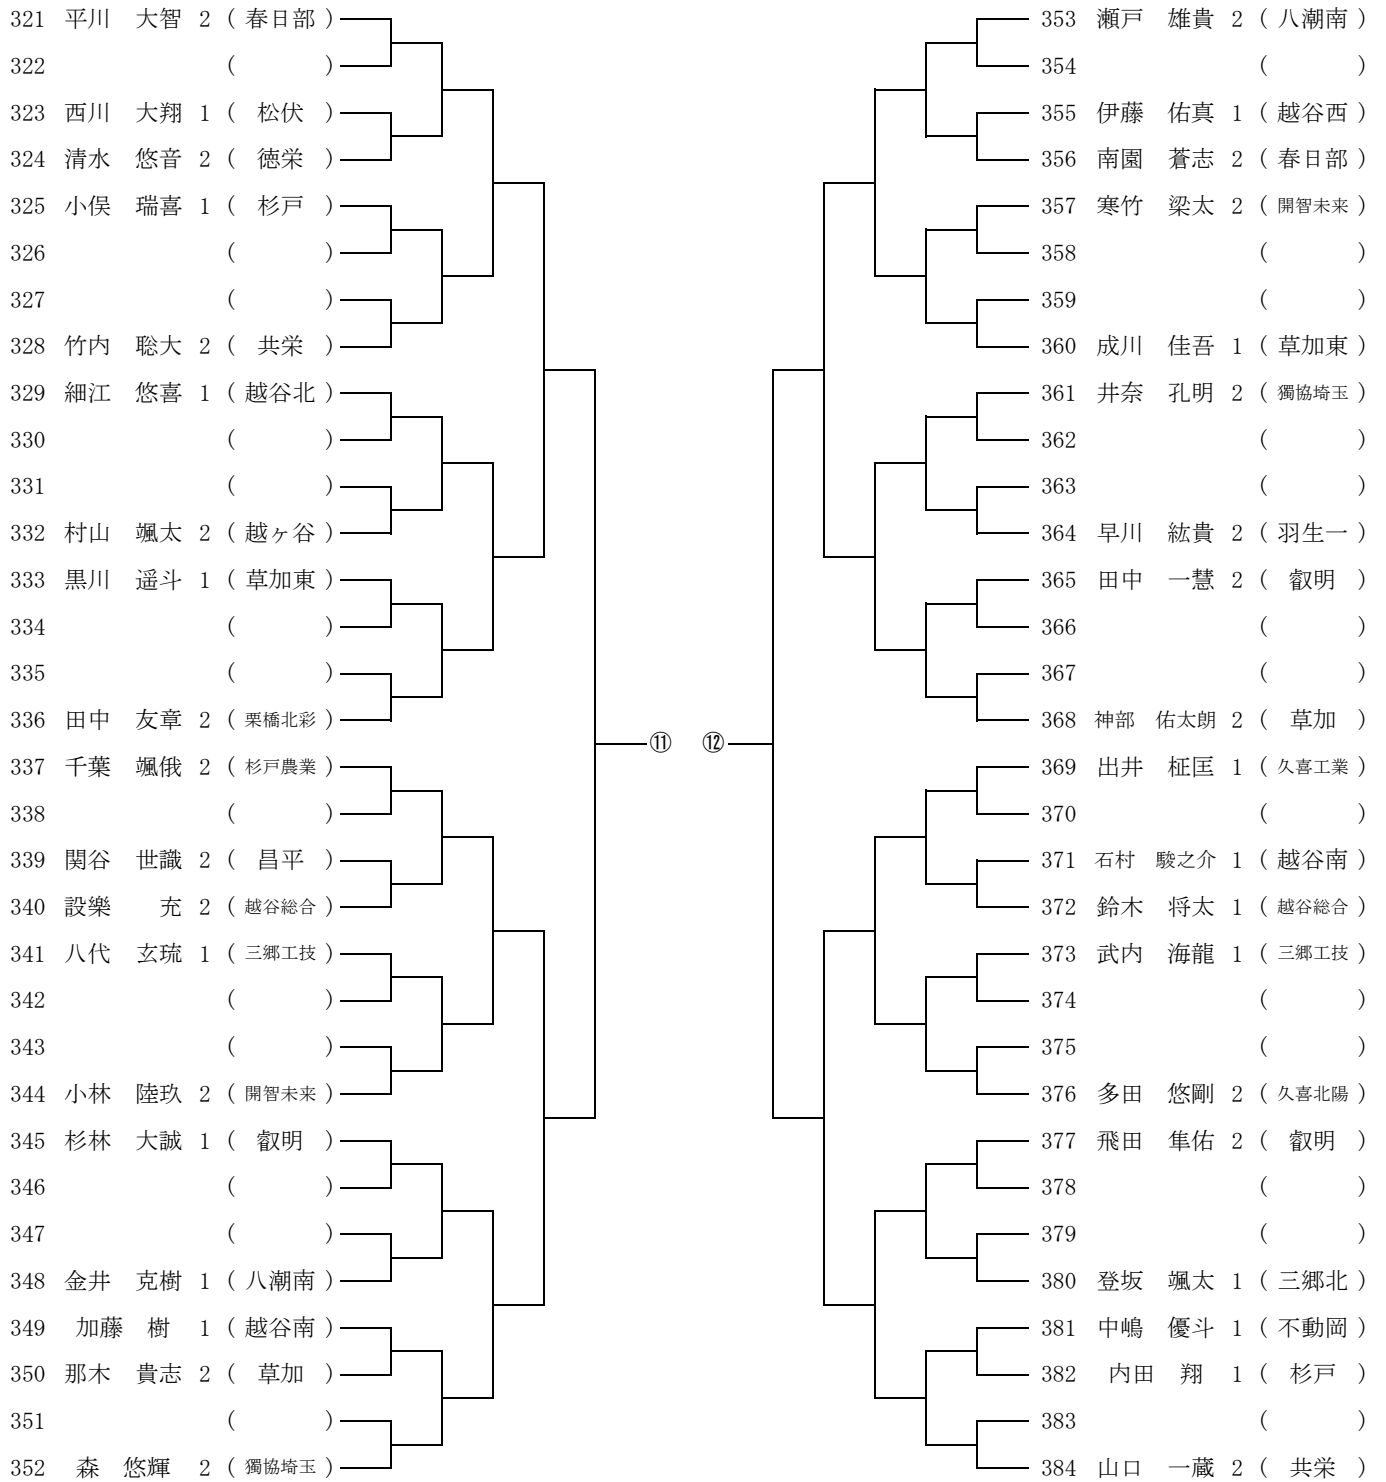 321 平川 大智 2 ( 春日部 )
322 ( )
323 西川 大翔 1 ( 松伏 )
324 清水 悠音 2 ( 徳栄 )
325 小俣 瑞喜 1 ( 杉戸 )
326 ( )
327 ( )
328 竹内 聡大 2 ( 共栄 )
329 細江 悠喜 1 ( 越谷北 )
330 ( )
331 ( )
332 村山 颯太 2 ( 越ヶ谷 )
333 黒川 遥斗 1 ( 草加東 )
334 ( )
335 ( )
336 田中 友章 2 ( 栗橋北彩 )
337 千葉 颯俄 2 ( 杉戸農業 )
338 ( )
339 関谷 世識 2 ( 昌平 )
340 設樂 充 2 ( 越谷総合 )
341 八代 玄琉 1 ( 三郷工技 )
342 ( )
343 ( )
344 小林 陸玖 2 ( 開智未来 )
345 杉林 大誠 1 ( 叡明 )
346 ( )
347 ( )
348 金井 克樹 1 ( 八潮南 )
349 加藤 樹 1 ( 越谷南 )
350 那木 貴志 2 ( 草加 )
351 ( )
352 森 悠輝 2 ( 獨協埼玉 )
⑪ ⑫
353 瀬戸 雄貴 2 ( 八潮南 )
354 ( )
355 伊藤 佑真 1 ( 越谷西 )
356 南園 蒼志 2 ( 春日部 )
357 寒竹 梁太 2 ( 開智未来 )
358 ( )
359 ( )
360 成川 佳吾 1 ( 草加東 )
361 井奈 孔明 2 ( 獨協埼玉 )
362 ( )
363 ( )
364 早川 紘貴 2 ( 羽生一 )
365 田中 一慧 2 ( 叡明 )
366 ( )
367 ( )
368 神部 佑太朗 2 ( 草加 )
369 出井 柾匡 1 ( 久喜工業 )
370 ( )
371 石村 駿之介 1 ( 越谷南 )
372 鈴木 将太 1 ( 越谷総合 )
373 武内 海龍 1 ( 三郷工技 )
374 ( )
375 ( )
376 多田 悠剛 2 ( 久喜北陽 )
377 飛田 隼佑 2 ( 叡明 )
378 ( )
379 ( )
380 登坂 颯太 1 ( 三郷北 )
381 中嶋 優斗 1 ( 不動岡 )
382 内田 翔 1 ( 杉戸 )
383 ( )
384 山口 一蔵 2 ( 共栄 )